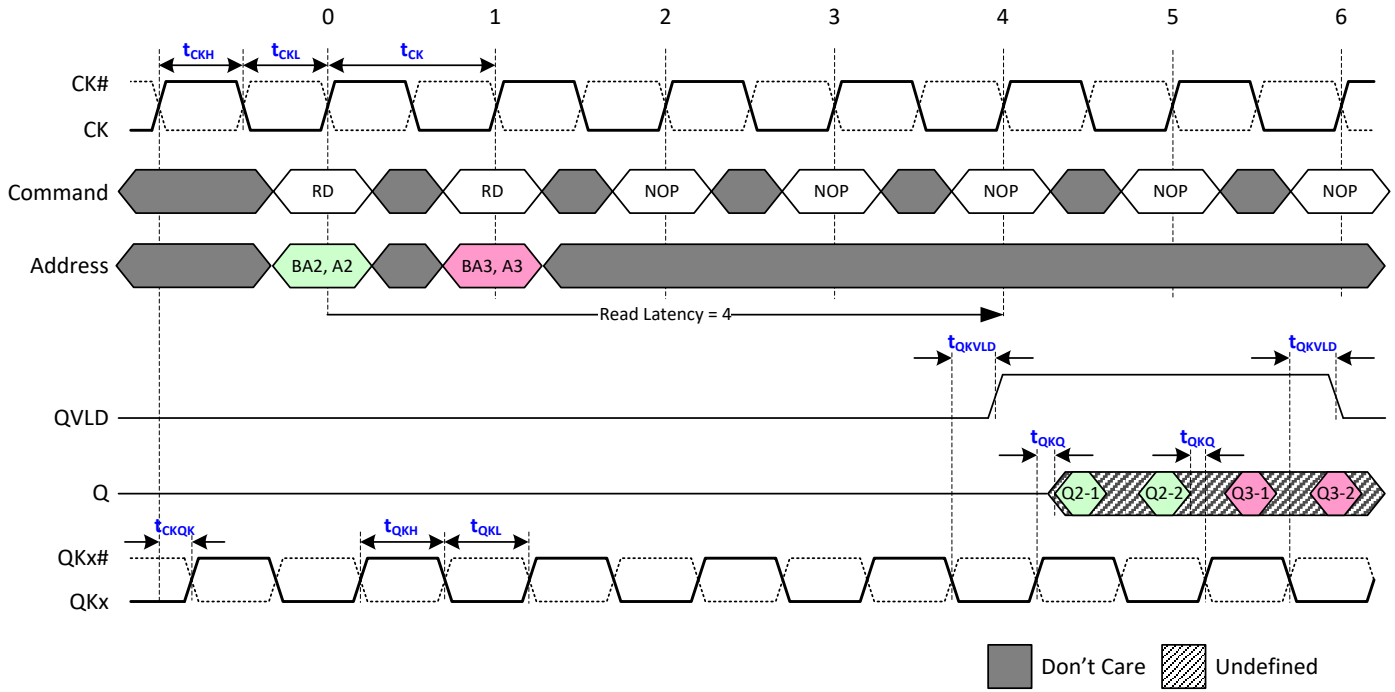 0 1 2 3 4 5 6
tCKH tCKL tCK
CK#
CK
Command RD RD NOP NOP NOP NOP NOP
Address BA2, A2 BA3, A3
Read Latency = 4
tQKVLD tQKVLD
QVLD
tQKQ tQKQ
Q Q2-1 Q2-2 Q3-1 Q3-2
tCKQK tQKH tQKL
QKx#
QKx
Don't Care Undefined